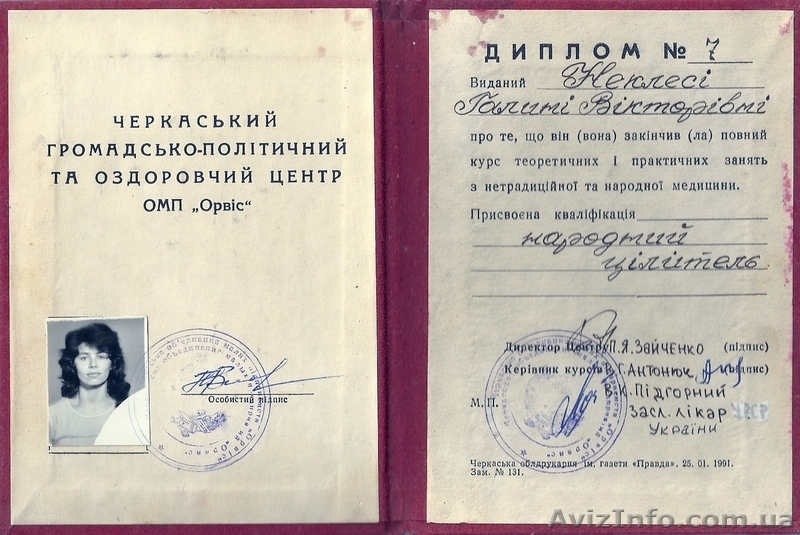 ЧЕРКАСЬКИЙ
ГРОМАДСЬКО-ПОЛІТИЧНИЙ
ТА ОЗДОРОВЧИЙ ЦЕНТР
ОМП „Орвіс“
Особистий підпис
ДИПЛОМ № 7
Виданий Неклесі
Галині Вікторівні
про те, що він (вона) закінчив (ла) повний
курс теоретичних і практичних занять
з нетрадиційної та народної медицини.
Присвоєна кваліфікація
народний
цілитель
Директор Центру П.Я. Зайченко (підпис)
Керівник курсів Г. Антонюк (підпис)
Х. Підгорний
М. П.
Засл. лікар УРСР
України
Черкаська облдрукарня ім. газети «Правда». 25. 01. 1991.
Зам. № 131.
AvizInfo.com.ua